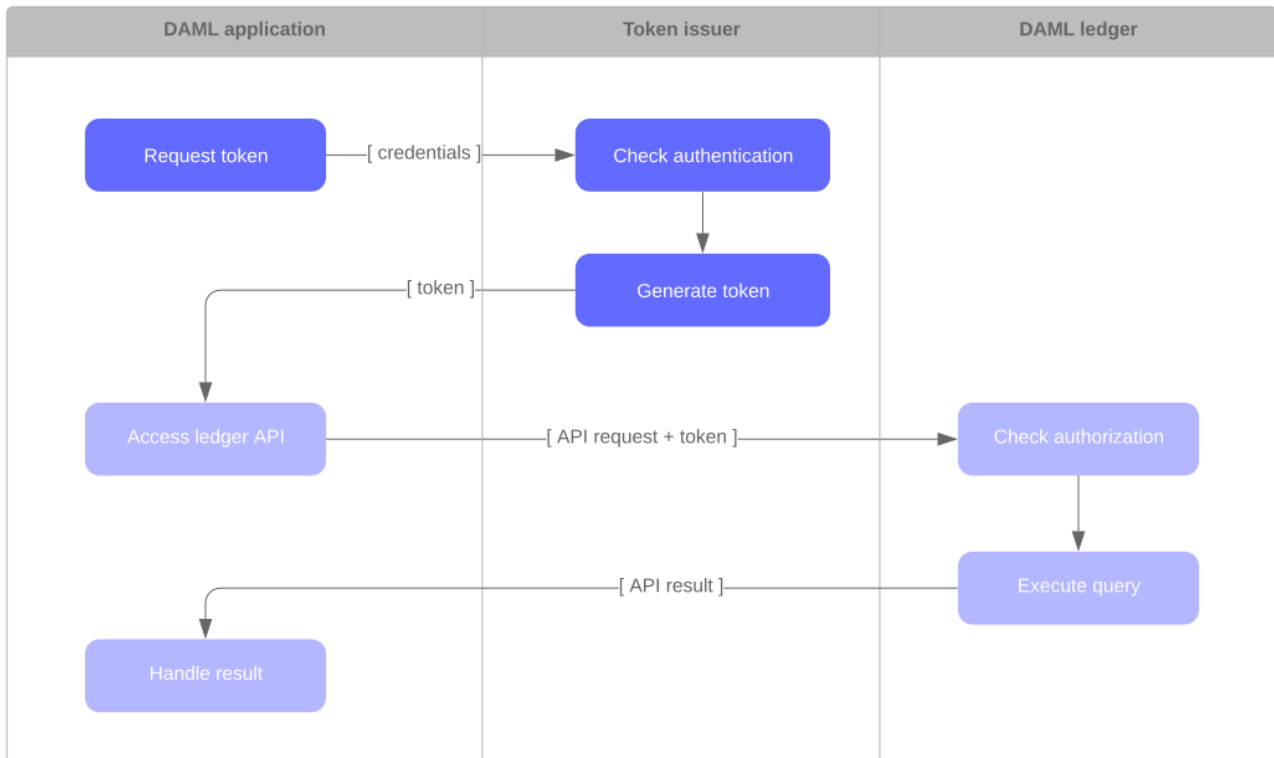 DAML application
Token issuer
DAML ledger
Request token
[ credentials ]
Check authentication
[ token ]
Generate token
Access ledger API
[ API request + token ]
Check authorization
[ API result ]
Execute query
Handle result